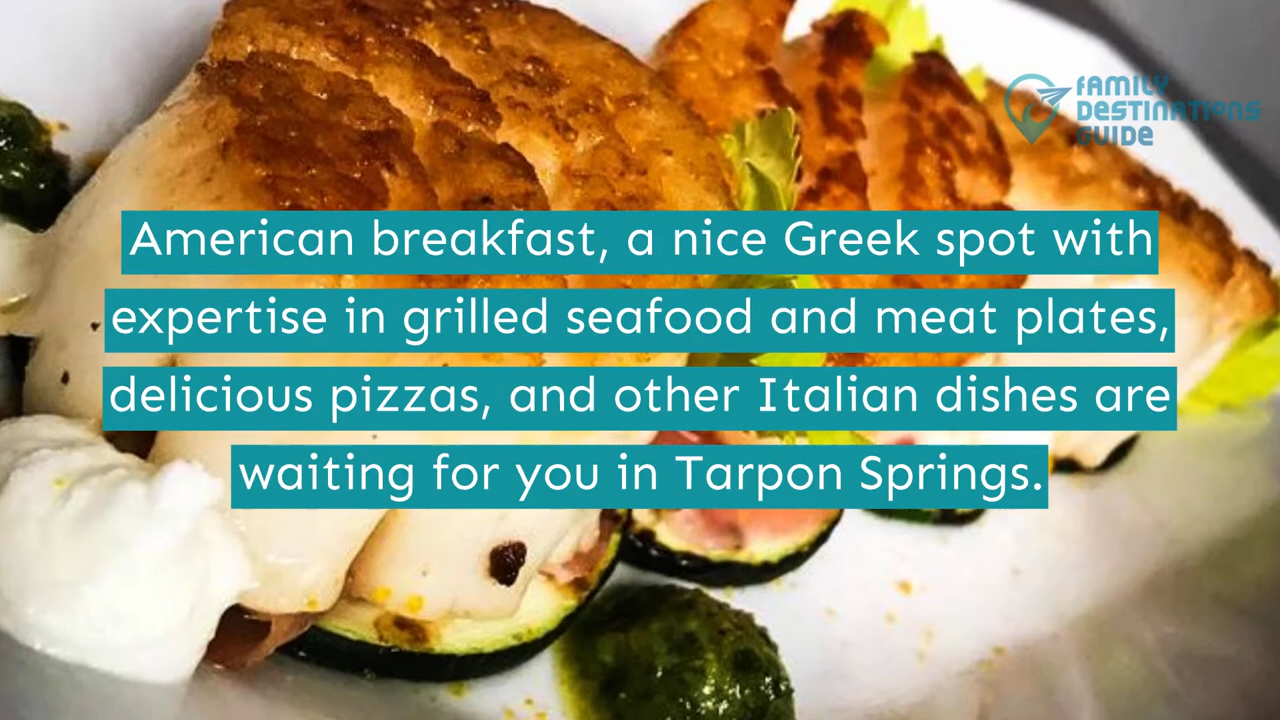 FAMILY
DESTINATIONS
GUIDE
American breakfast, a nice Greek spot with
expertise in grilled seafood and meat plates,
delicious pizzas, and other Italian dishes are
waiting for you in Tarpon Springs.